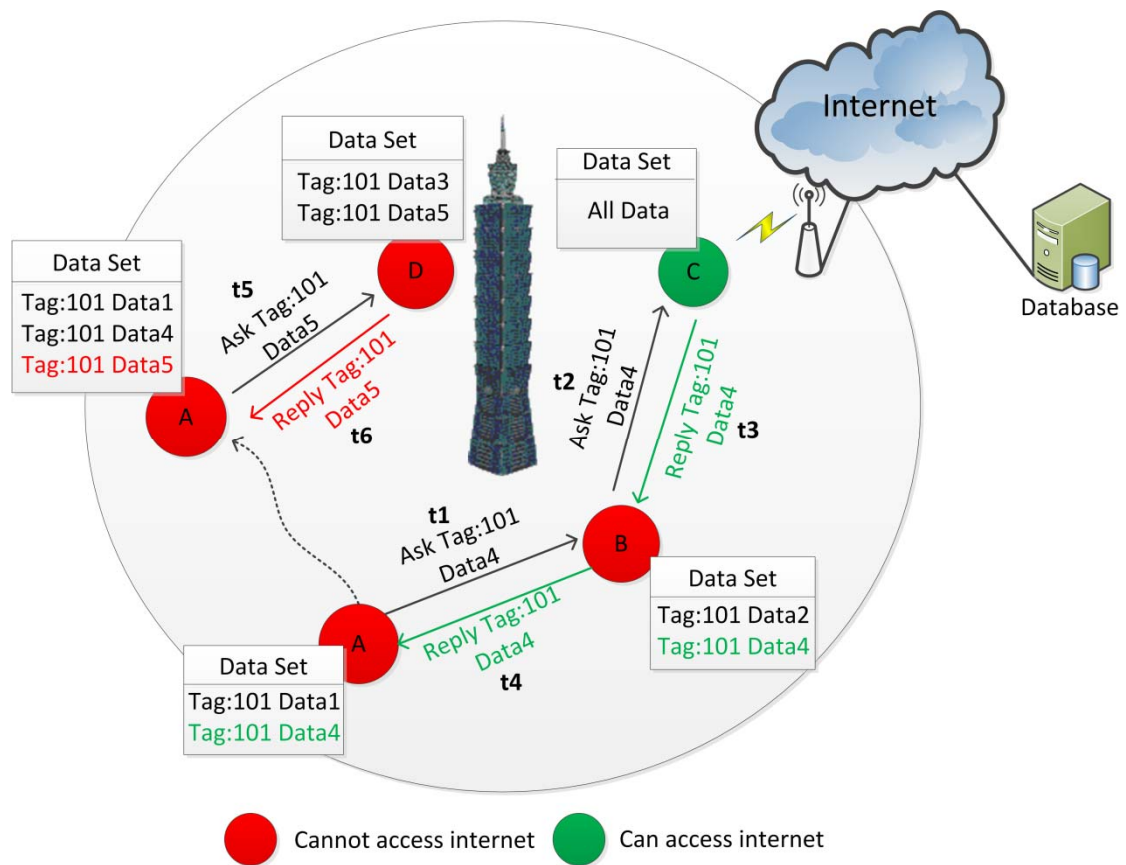 Internet
Database
Data Set
Tag:101 Data3
Tag:101 Data5
D
Data Set
All Data
C
Data Set
Tag:101 Data1
Tag:101 Data4
Tag:101 Data5
A
t5
Ask Tag:101
Data5
Reply Tag:101
Data5
t6
t2
Ask Tag:101
Data4
Reply Tag:101
Data4
t3
t1
Ask Tag:101
Data4
B
Reply Tag:101
Data4
t4
Data Set
Tag:101 Data2
Tag:101 Data4
A
Data Set
Tag:101 Data1
Tag:101 Data4
Cannot access internet
Can access internet